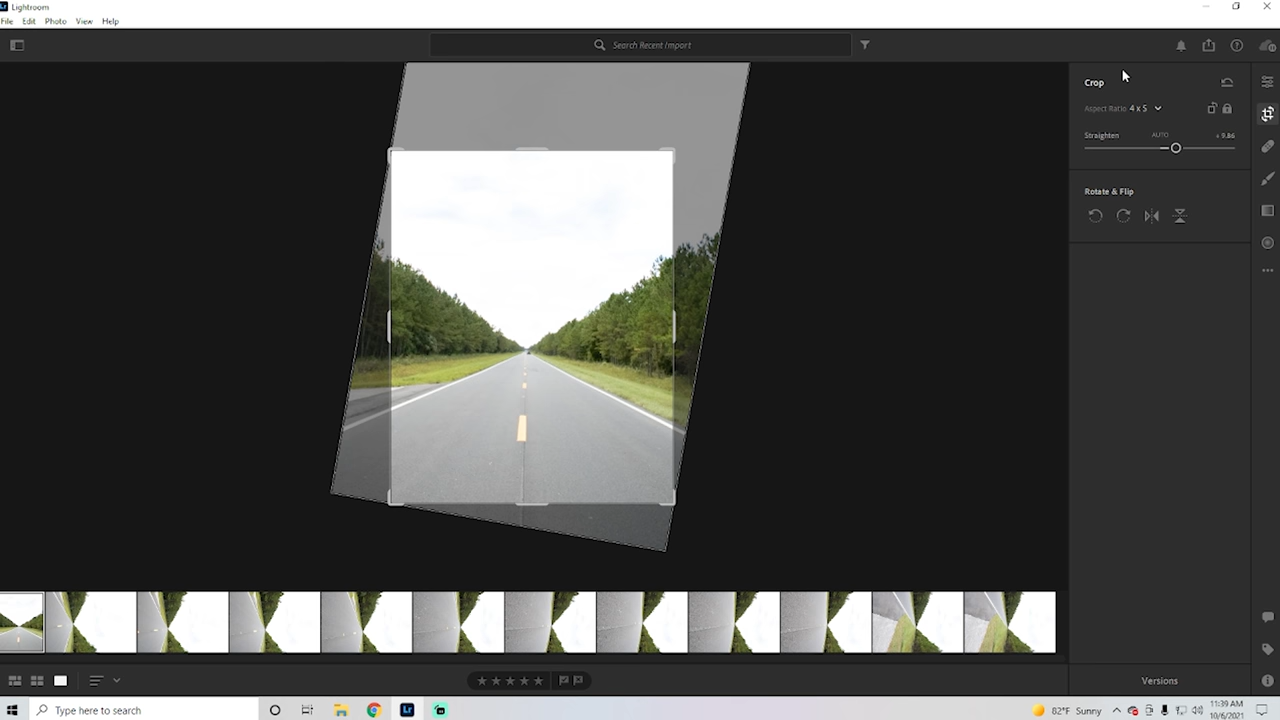 Lightroom
File Edit Photo View Help
Search Recent Import
Crop
Aspect Ratio 4 x 5
Straighten AUTO + 9.86
Rotate & Flip
Versions
Type here to search
Lr
82°F Sunny
11:39 AM
10/6/2021